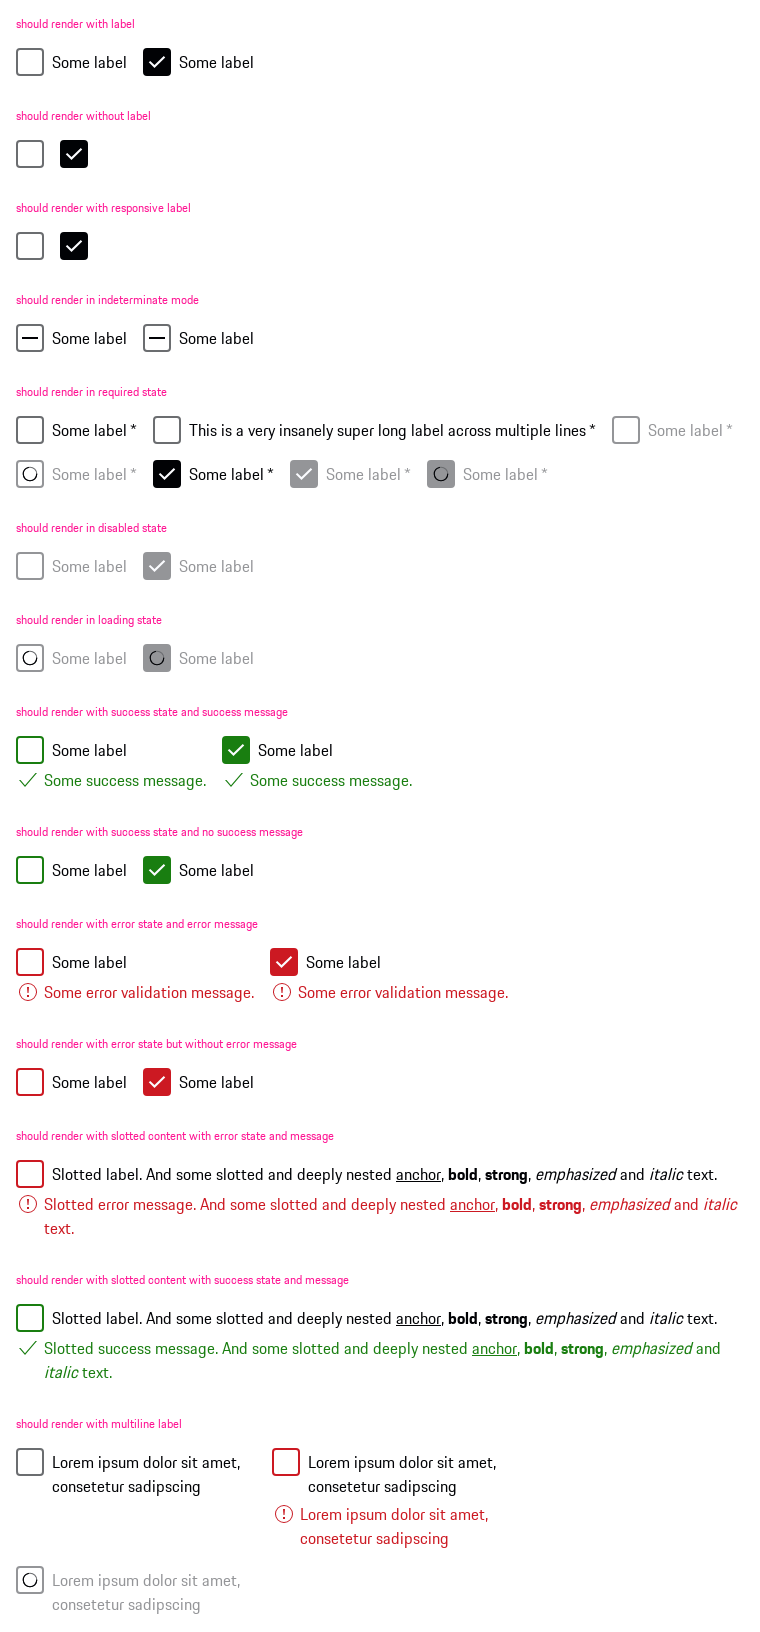 should render with label
Some label Some label
should render without label
should render with responsive label
should render in indeterminate mode
Some label Some label
should render in required state
Some label * This is a very insanely super long label across multiple lines * Some label *
Some label * Some label * Some label * Some label *
should render in disabled state
Some label Some label
should render in loading state
Some label Some label
should render with success state and success message
Some label Some label
Some success message. Some success message.
should render with success state and no success message
Some label Some label
should render with error state and error message
Some label Some label
Some error validation message. Some error validation message.
should render with error state but without error message
Some label Some label
should render with slotted content with error state and message
Slotted label. And some slotted and deeply nested anchor, bold, strong, emphasized and italic text.
Slotted error message. And some slotted and deeply nested anchor, bold, strong, emphasized and italic
text.
should render with slotted content with success state and message
Slotted label. And some slotted and deeply nested anchor, bold, strong, emphasized and italic text.
Slotted success message. And some slotted and deeply nested anchor, bold, strong, emphasized and
italic text.
should render with multiline label
Lorem ipsum dolor sit amet,
consetetur sadipscing
Lorem ipsum dolor sit amet,
consetetur sadipscing
Lorem ipsum dolor sit amet,
consetetur sadipscing
Lorem ipsum dolor sit amet,
consetetur sadipscing